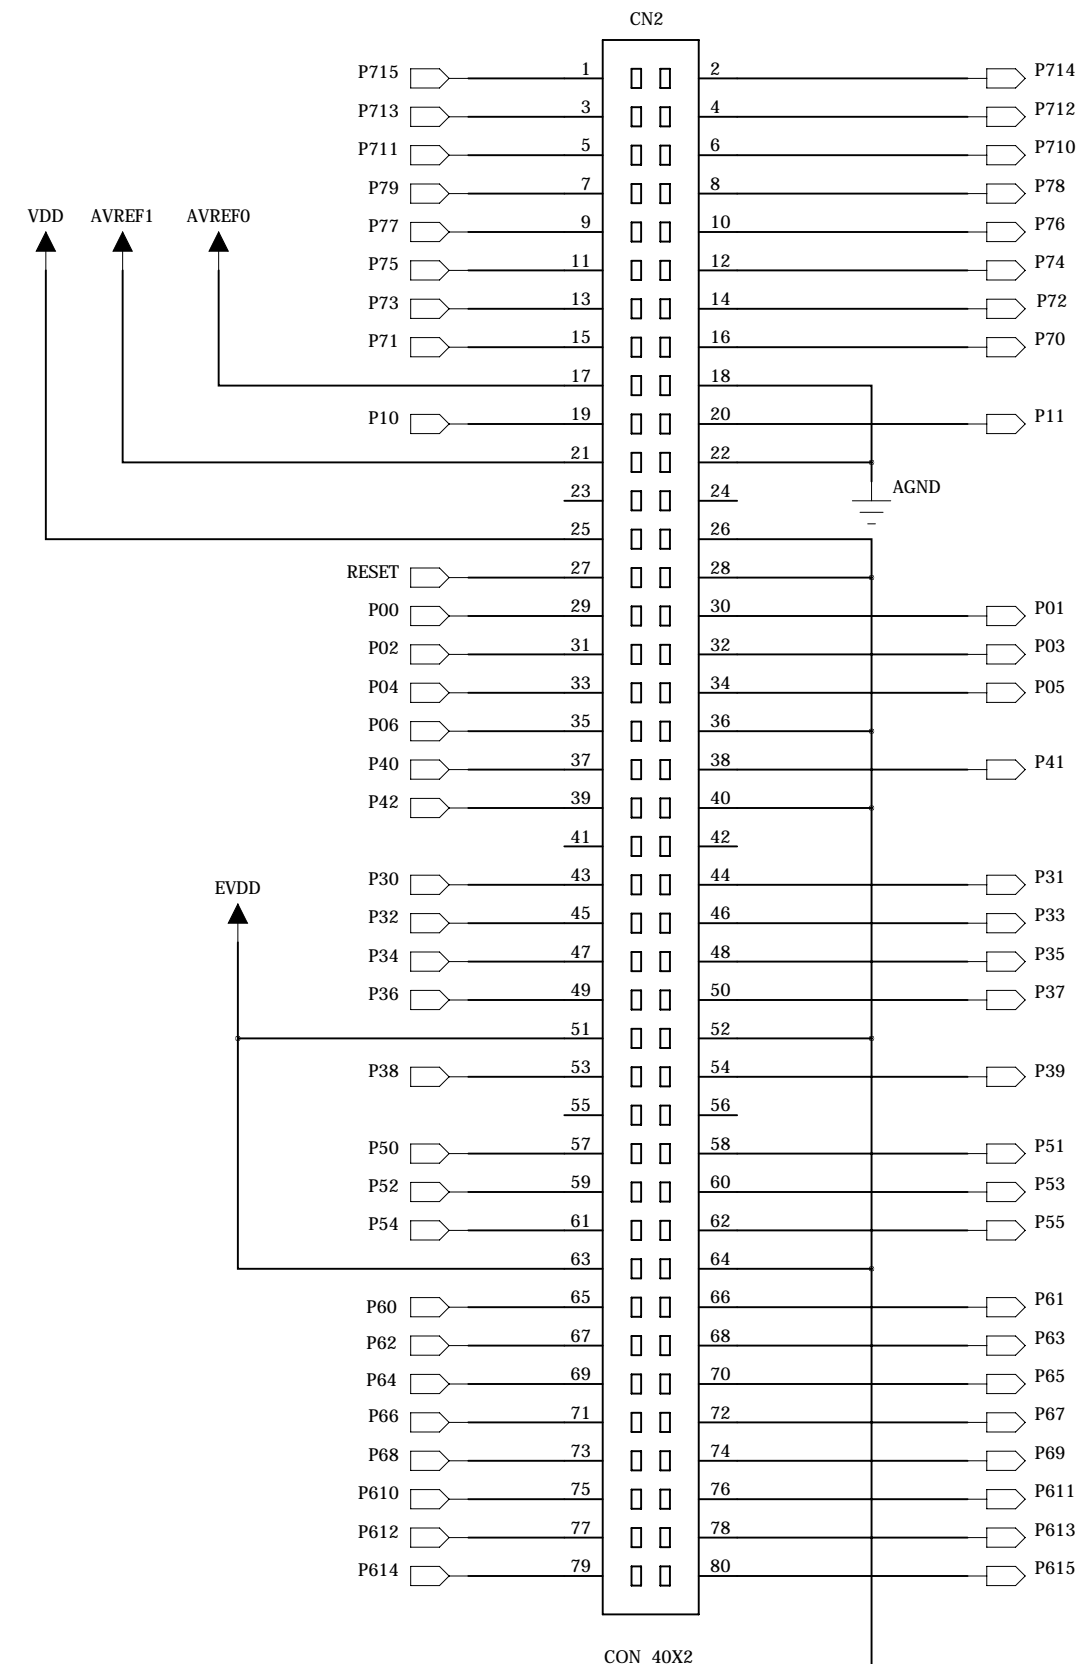 CN2
P715 1 2 P714
P713 3 4 P712
P711 5 6 P710
P79 7 8 P78
VDD AVREF1 AVREF0
P77 9 10 P76
P75 11 12 P74
P73 13 14 P72
P71 15 16 P70
17 18
P10 19 20 P11
21 22
23 24 AGND
25 26
RESET 27 28
P00 29 30 P01
P02 31 32 P03
P04 33 34 P05
P06 35 36
P40 37 38 P41
P42 39 40
41 42
P30 43 44 P31
EVDD
P32 45 46 P33
P34 47 48 P35
P36 49 50 P37
51 52
P38 53 54 P39
55 56
P50 57 58 P51
P52 59 60 P53
P54 61 62 P55
63 64
P60 65 66 P61
P62 67 68 P63
P64 69 70 P65
P66 71 72 P67
P68 73 74 P69
P610 75 76 P611
P612 77 78 P613
P614 79 80 P615
CON 40X2